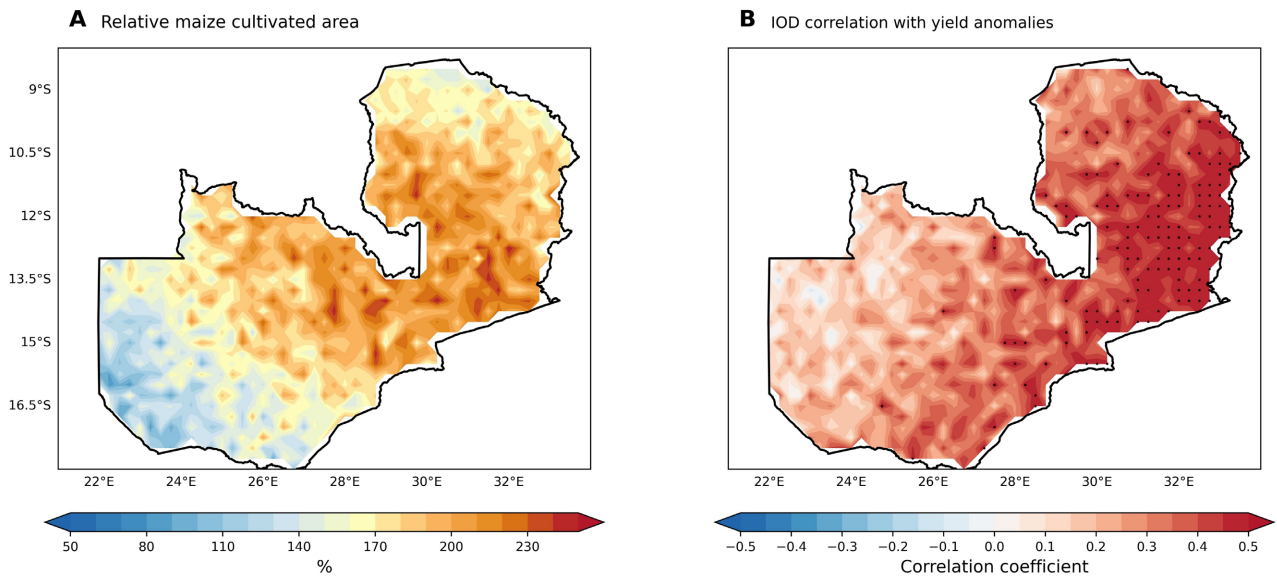 A Relative maize cultivated area
B IOD correlation with yield anomalies
9°S
10.5°S
12°S
13.5°S
15°S
16.5°S
22°E 24°E 26°E 28°E 30°E 32°E
22°E 24°E 26°E 28°E 30°E 32°E
50 80 110 140 170 200 230
%
−0.5 −0.4 −0.3 −0.2 −0.1 0.0 0.1 0.2 0.3 0.4 0.5
Correlation coefficient